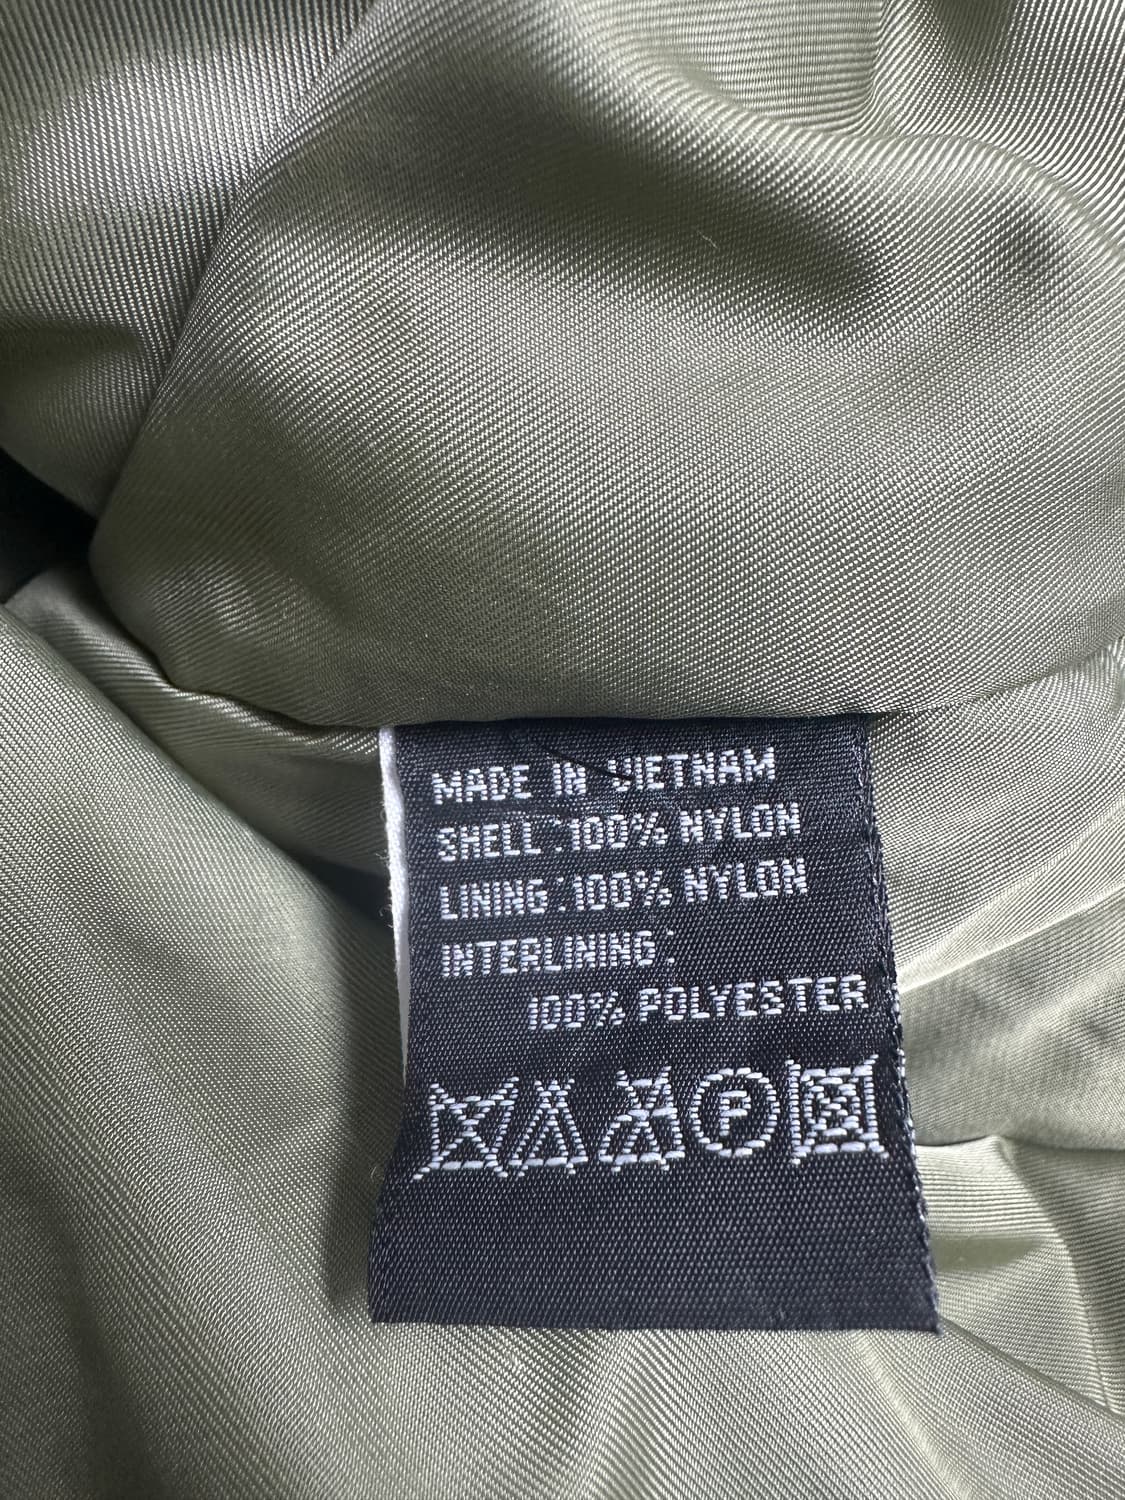 MADE IN VIETNAM
SHELL :100% NYLON
LINING :100% NYLON
INTERLINING :
100% POLYESTER
P